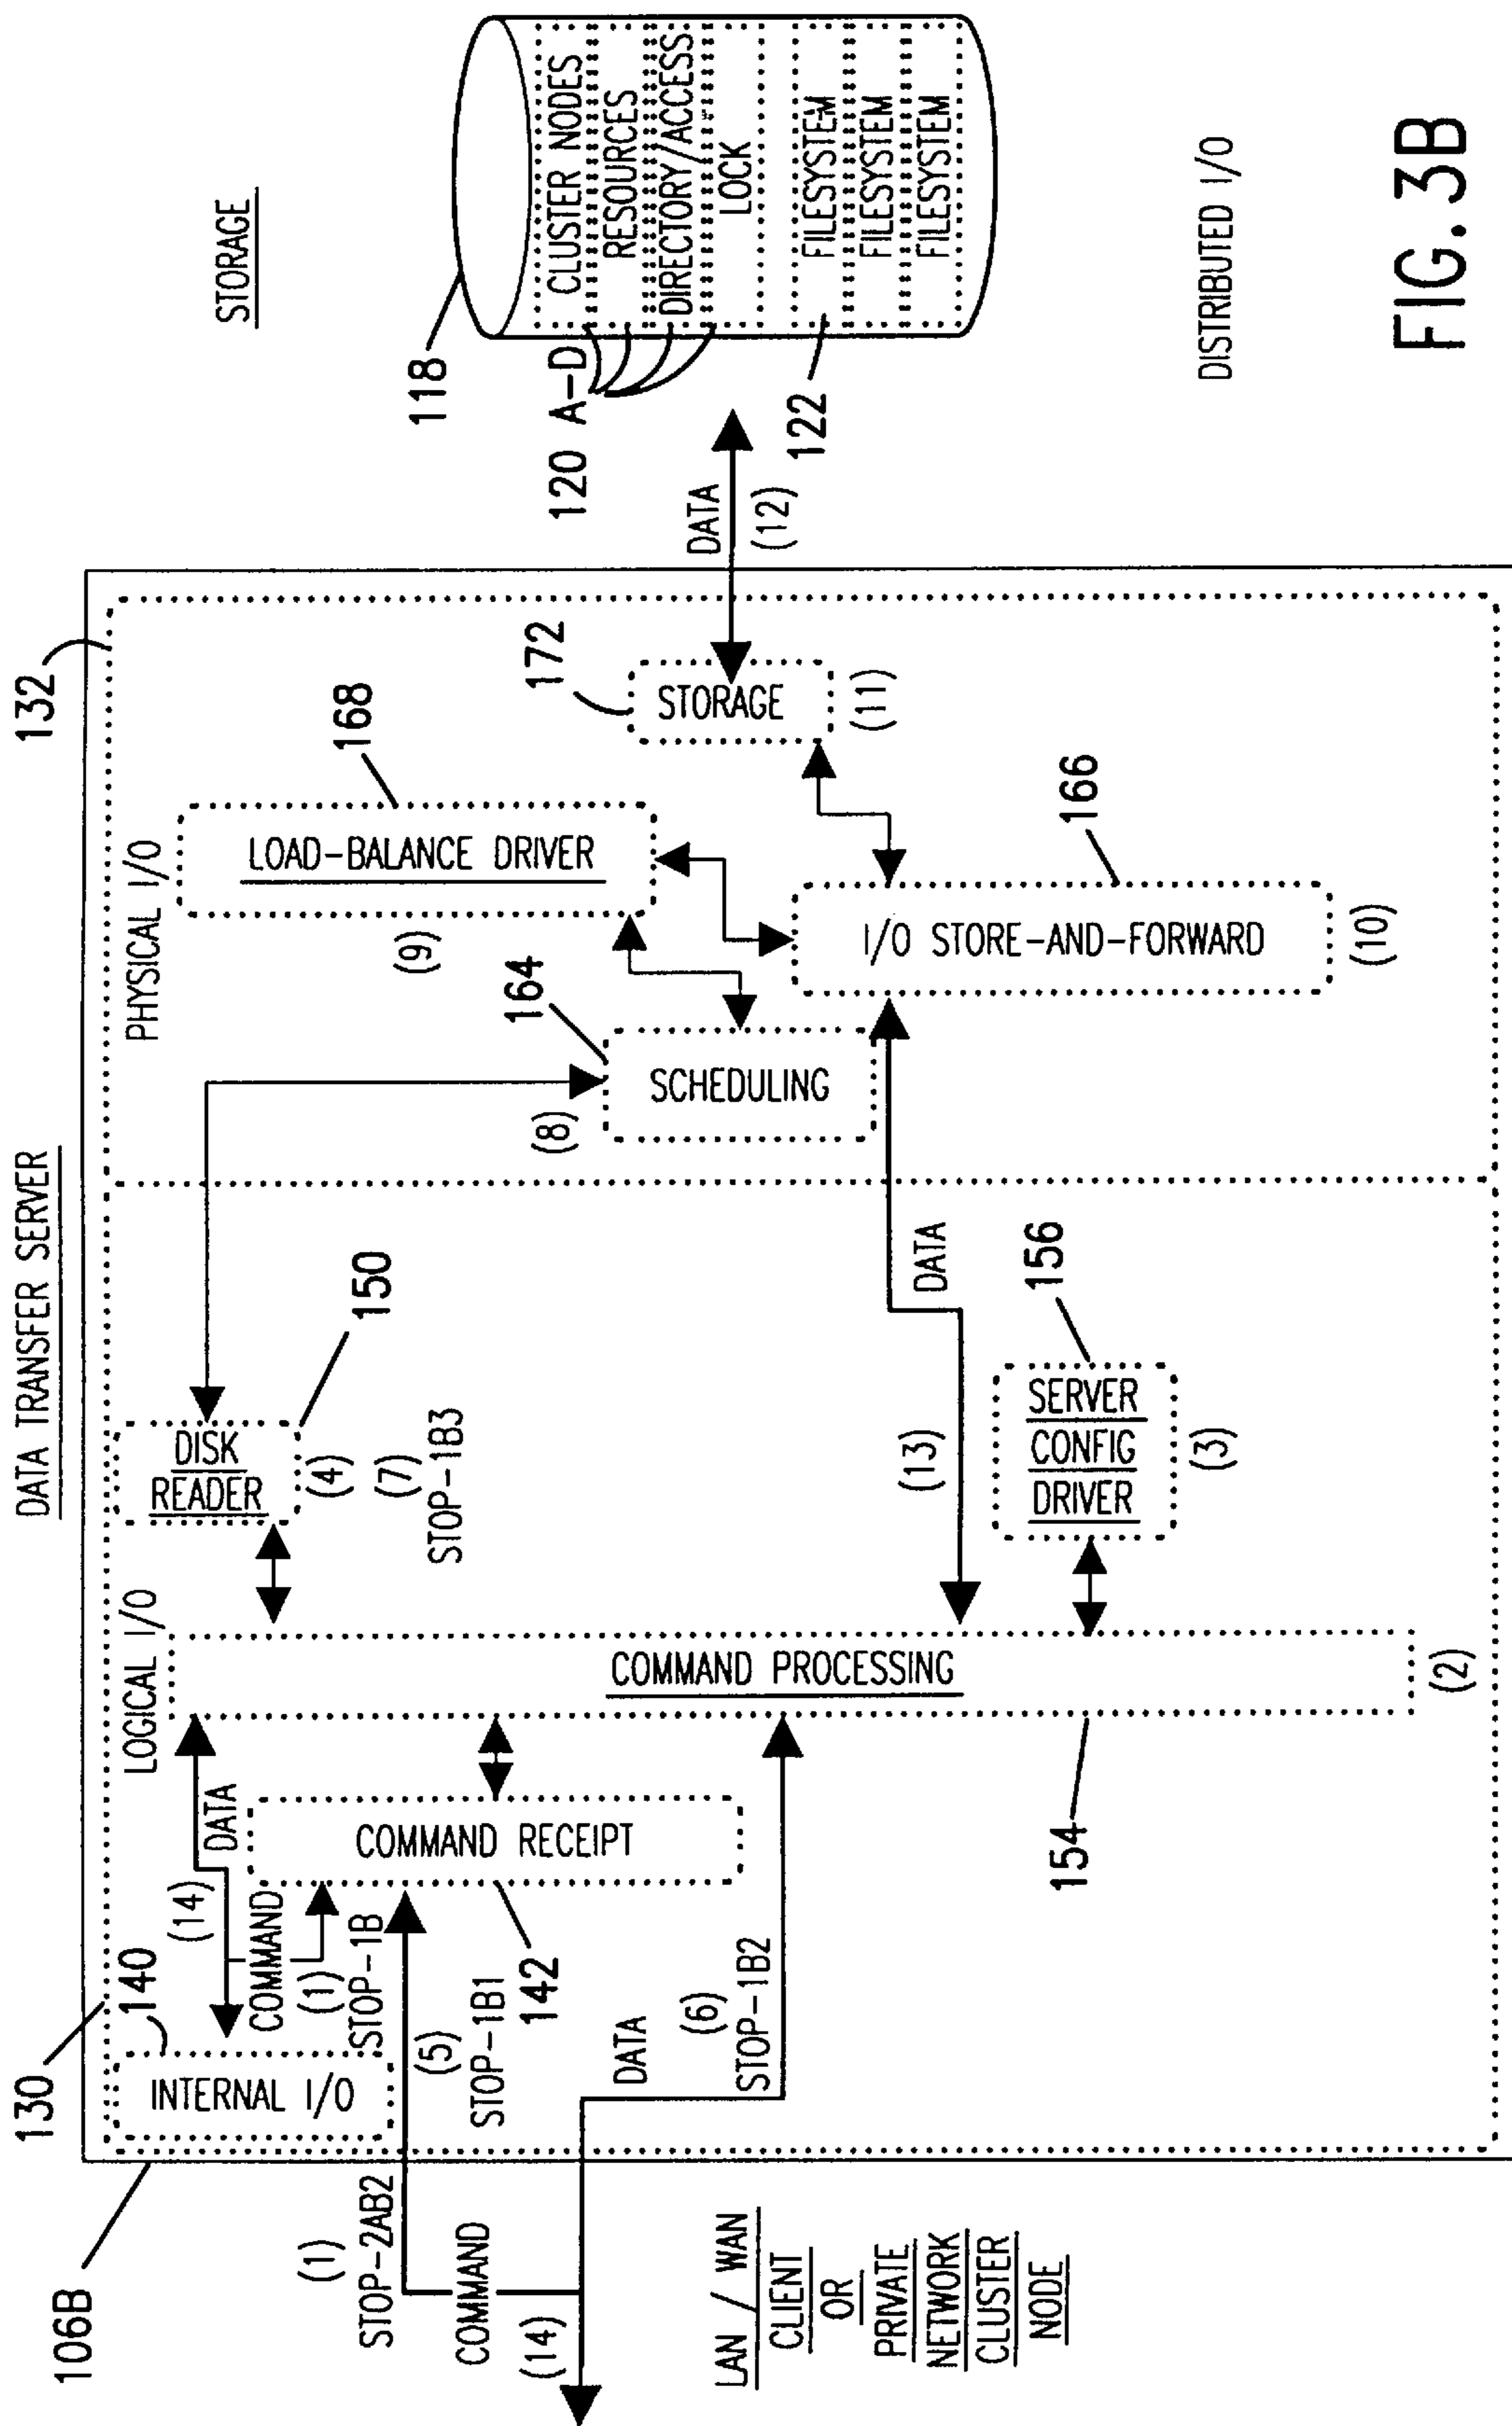 DATA TRANSFER SERVER
STORAGE
106B
130
132
140
LOGICAL I/O
PHYSICAL I/O
INTERNAL I/O
(14)
DATA
COMMAND
(1)
STOP-1B
(1)
STOP-2AB2
COMMAND
(14)
(5)
STOP-1B1
142
COMMAND RECEIPT
DATA
(6)
STOP-1B2
COMMAND PROCESSING
(2)
154
DISK
READER
150
(4)
(7)
STOP-1B3
(13)
DATA
SERVER
CONFIG
DRIVER
156
(3)
(8)
SCHEDULING
164
(9)
LOAD-BALANCE DRIVER
168
I/O STORE-AND-FORWARD
166
(10)
STORAGE
172
(11)
DATA
(12)
118
120 A-D
122
CLUSTER NODES
RESOURCES
DIRECTORY/ACCESS
LOCK
FILESYSTEM
FILESYSTEM
FILESYSTEM
LAN / WAN
CLIENT
OR
PRIVATE
NETWORK
CLUSTER
NODE
DISTRIBUTED I/O
FIG. 3B